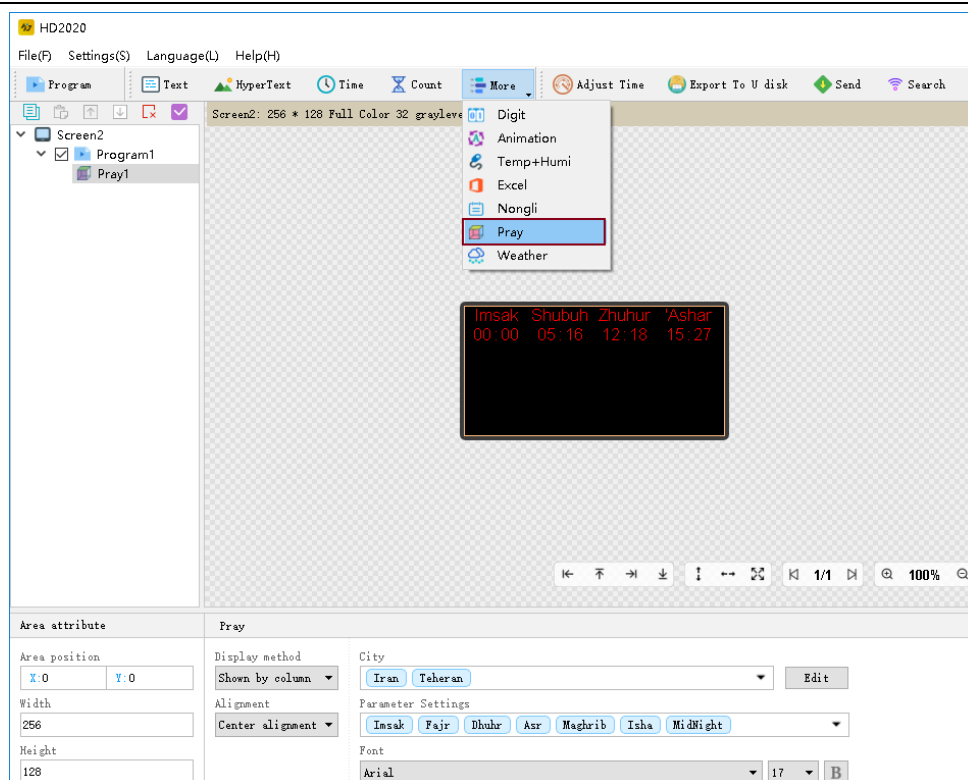 HD2020
File(F) Settings(S) Language(L) Help(H)
Program Text HyperText Time Count More Adjust Time Export To U disk Send Search
Screen2: 256 * 128 Full Color 32 grayleve
Screen2
Program1
Pray1
Digit
Animation
Temp+Humi
Excel
Nongli
Pray
Weather
Imsak Shubuh Zhuhur 'Ashar
00:00 05:16 12:18 15:27
1/1 100%
Area attribute Pray
Area position Display method City
X:0 Y:0 Shown by column Iran Teheran Edit
Width Alignment Parameter Settings
256 Center alignment Imsak Fajr Dhuhr Asr Maghrib Isha MidNight
Height Font
128 Arial 17 B